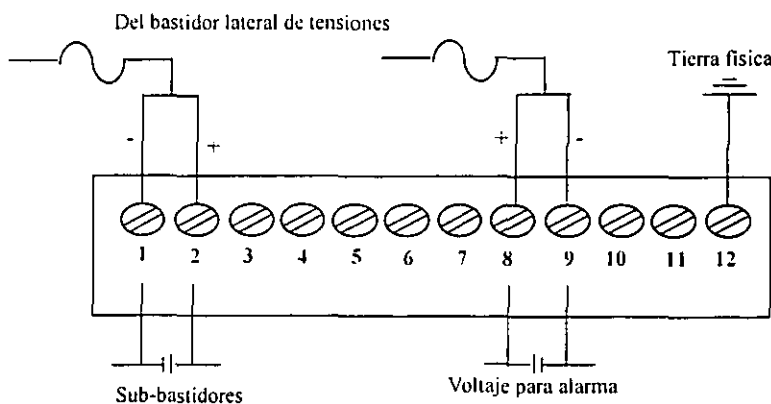 Del bastidor lateral de tensiones
Tierra fisica
- + + -
1 2 3 4 5 6 7 8 9 10 11 12
Sub-bastidores
Voltaje para alarma